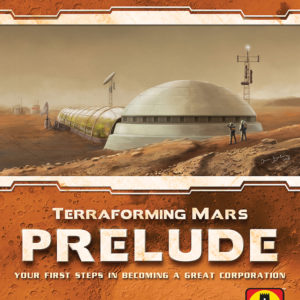 TERRAFORMING MARS
PRELUDE
YOUR FIRST STEPS IN BECOMING A GREAT CORPORATION